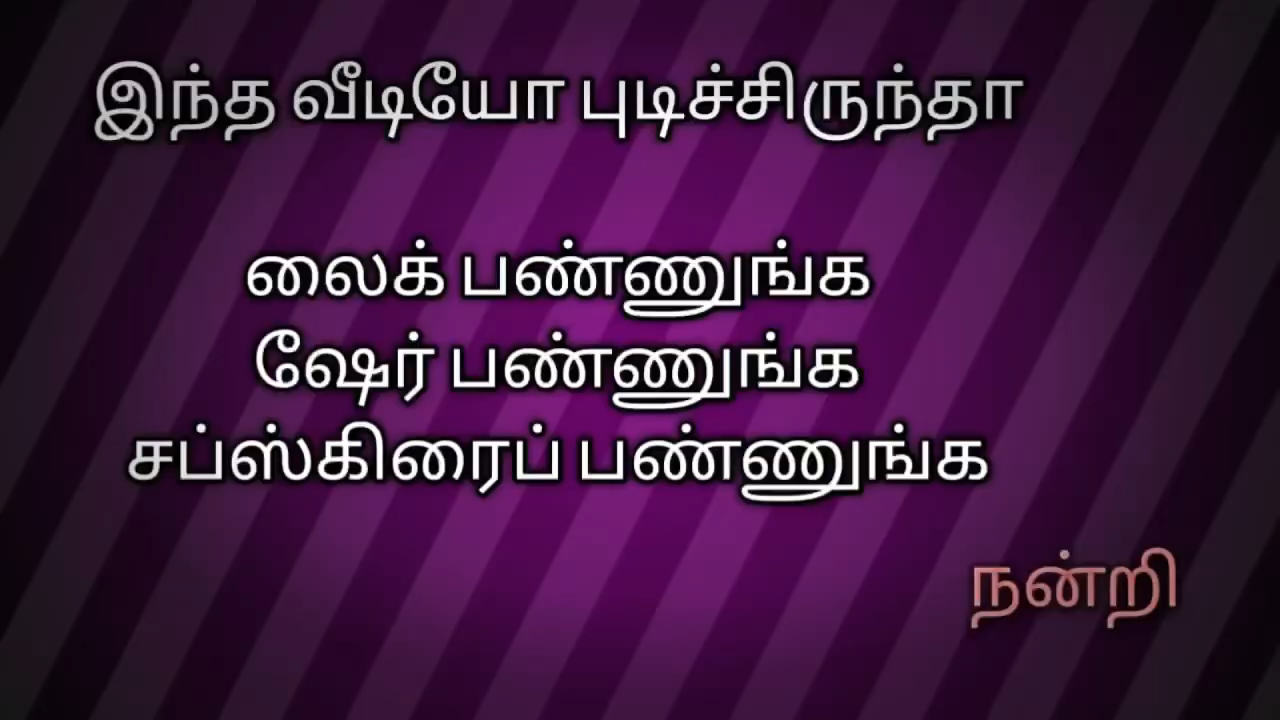 இந்த வீடியோ புடிச்சிருந்தா
லைக் பண்ணுங்க
ஷேர் பண்ணுங்க
சப்ஸ்கிரைப் பண்ணுங்க
நன்றி